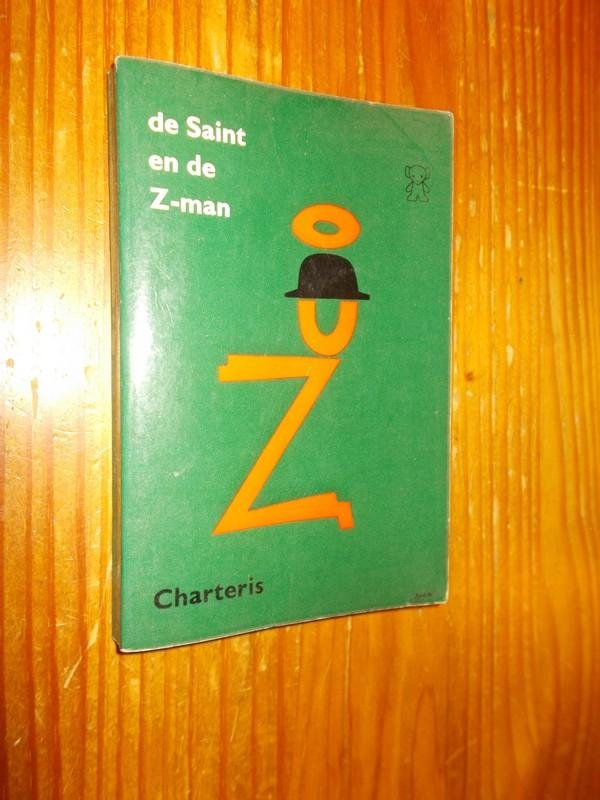 de Saint
en de
Z-man
Charteris